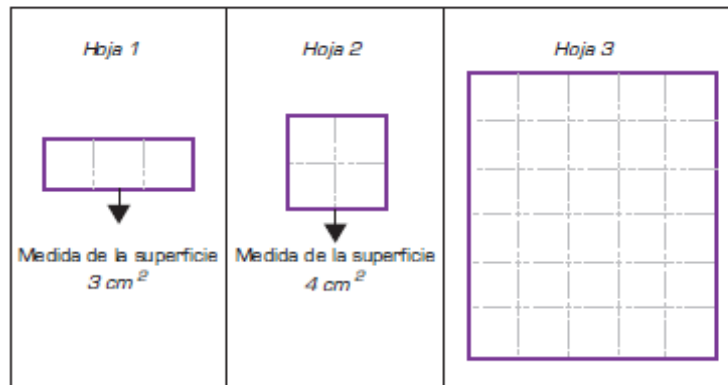 Hoja 1
Medida de la superficie
3 cm²
Hoja 2
Medida de la superficie
4 cm²
Hoja 3